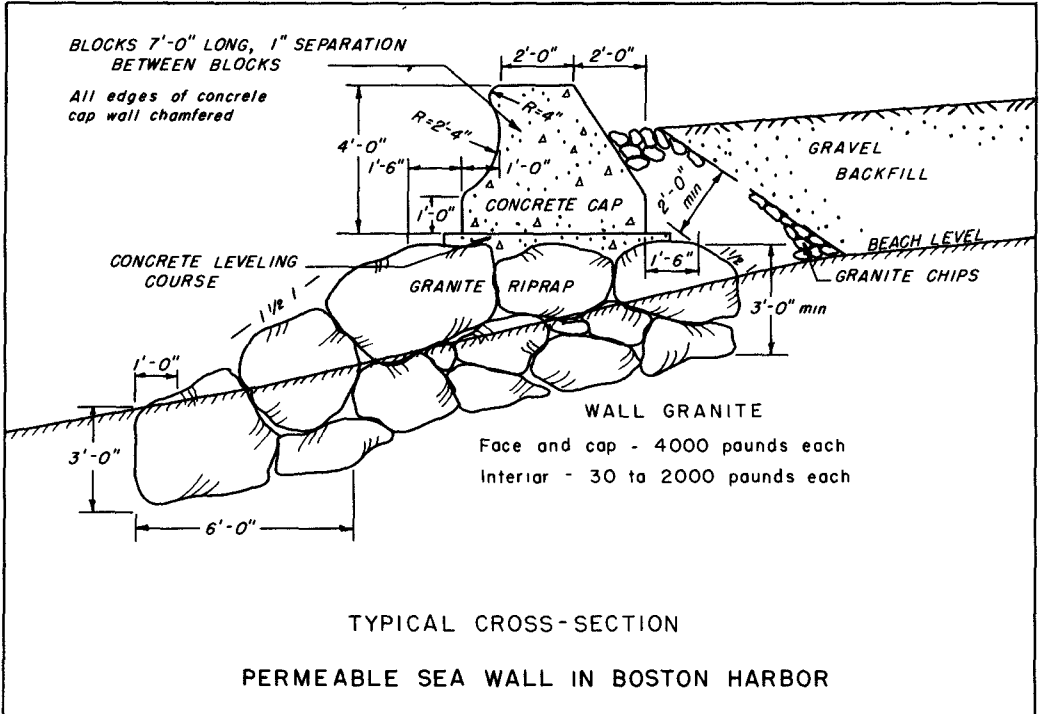 BLOCKS 7'-0" LONG, 1" SEPARATION
BETWEEN BLOCKS
All edges of concrete
cap wall chamfered
2'-0"
2'-0"
R=4"
R=2'-4"
4'-0"
1'-6"
1'-0"
1'-0"
CONCRETE CAP
GRAVEL
BACKFILL
2'-0"
min
BEACH LEVEL
GRANITE CHIPS
CONCRETE LEVELING
COURSE
GRANITE RIPRAP
1'-6"
1 1/2
3'-0" min
1 1/2 1
1'-0"
3'-0"
6'-0"
WALL GRANITE
Face and cap - 4000 pounds each
Interior - 30 ta 2000 pounds each
TYPICAL CROSS-SECTION
PERMEABLE SEA WALL IN BOSTON HARBOR